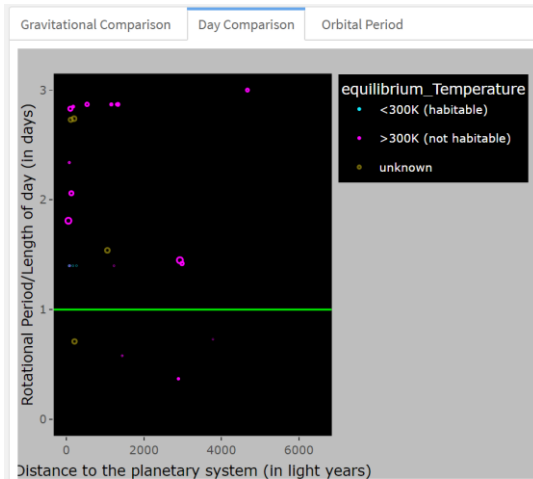 Gravitational Comparison
Day Comparison
Orbital Period
Rotational Period/Length of day (in days)
3
2
1
0
0
2000
4000
6000
Distance to the planetary system (in light years)
equilibrium_Temperature
<300K (habitable)
>300K (not habitable)
unknown